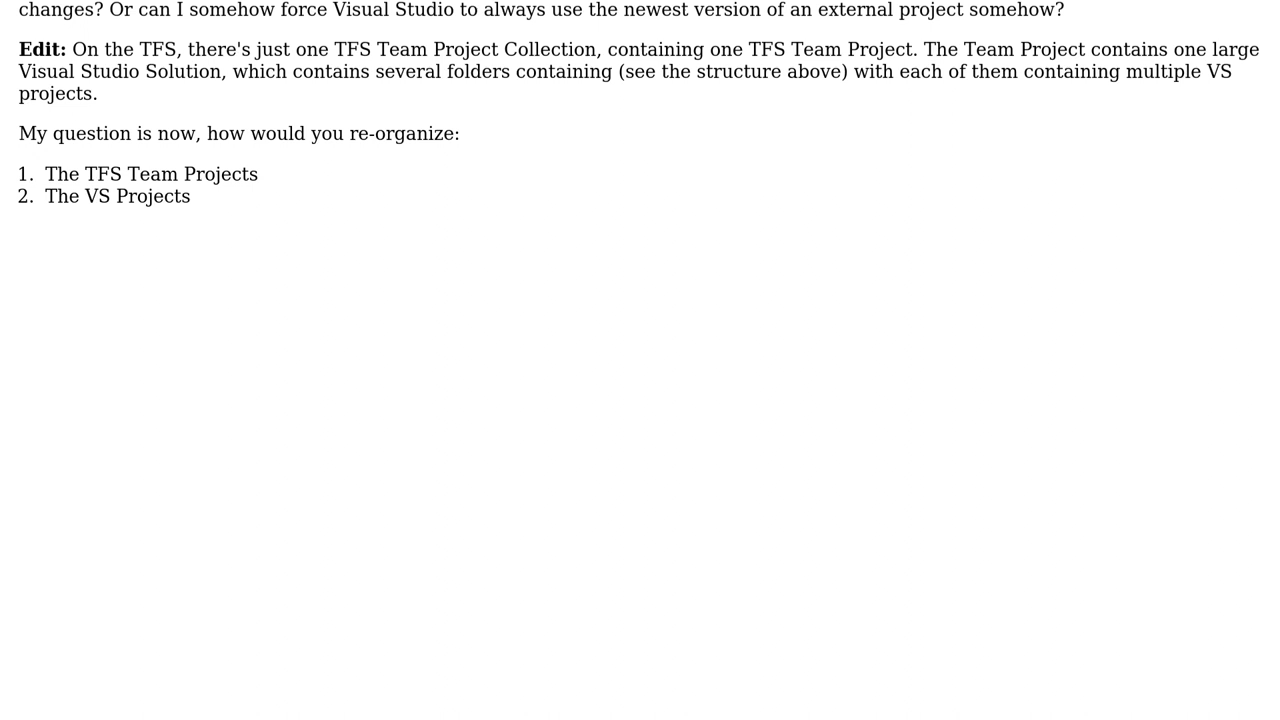 changes? Or can I somehow force Visual Studio to always use the newest version of an external project somehow?
Edit: On the TFS, there's just one TFS Team Project Collection, containing one TFS Team Project. The Team Project contains one large
Visual Studio Solution, which contains several folders containing (see the structure above) with each of them containing multiple VS
projects.
My question is now, how would you re-organize:
1. The TFS Team Projects
2. The VS Projects